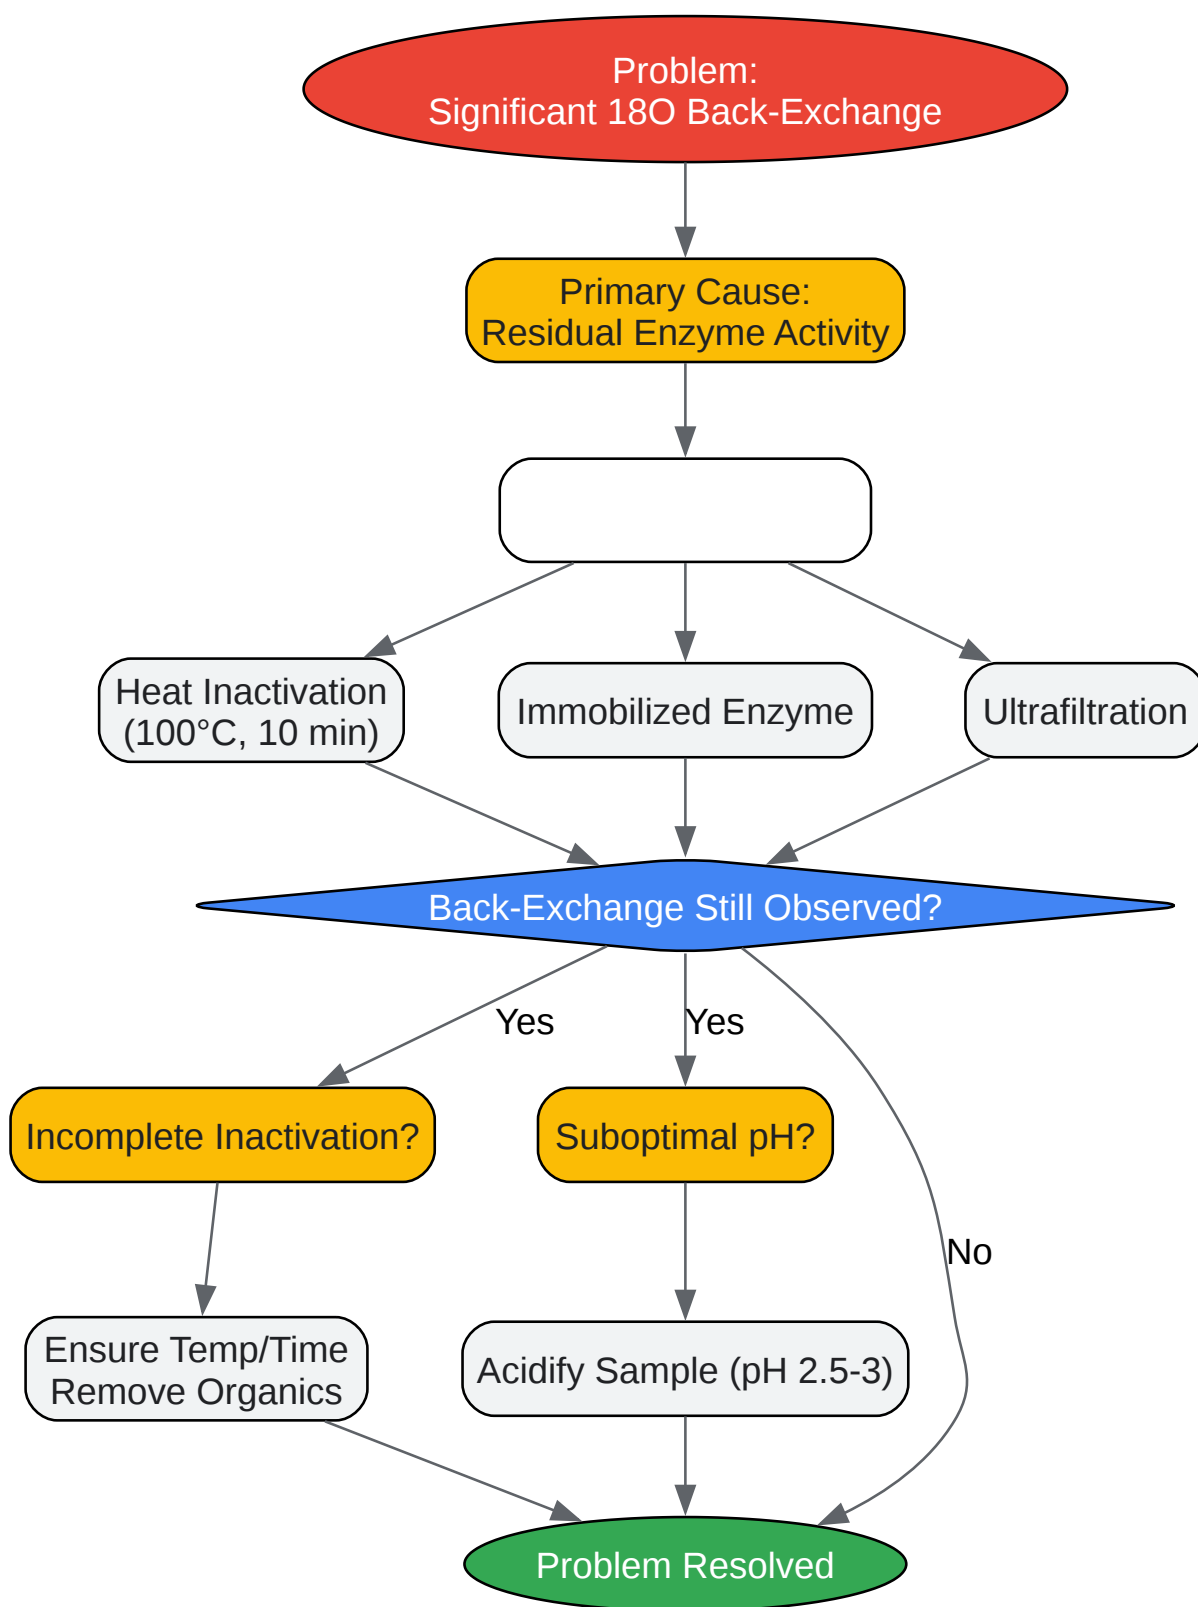 Problem:
Significant 18O Back-Exchange
Primary Cause:
Residual Enzyme Activity
Heat Inactivation
(100°C, 10 min)
Immobilized Enzyme
Ultrafiltration
Back-Exchange Still Observed?
Yes
Yes
Incomplete Inactivation?
Suboptimal pH?
No
Ensure Temp/Time
Remove Organics
Acidify Sample (pH 2.5-3)
Problem Resolved